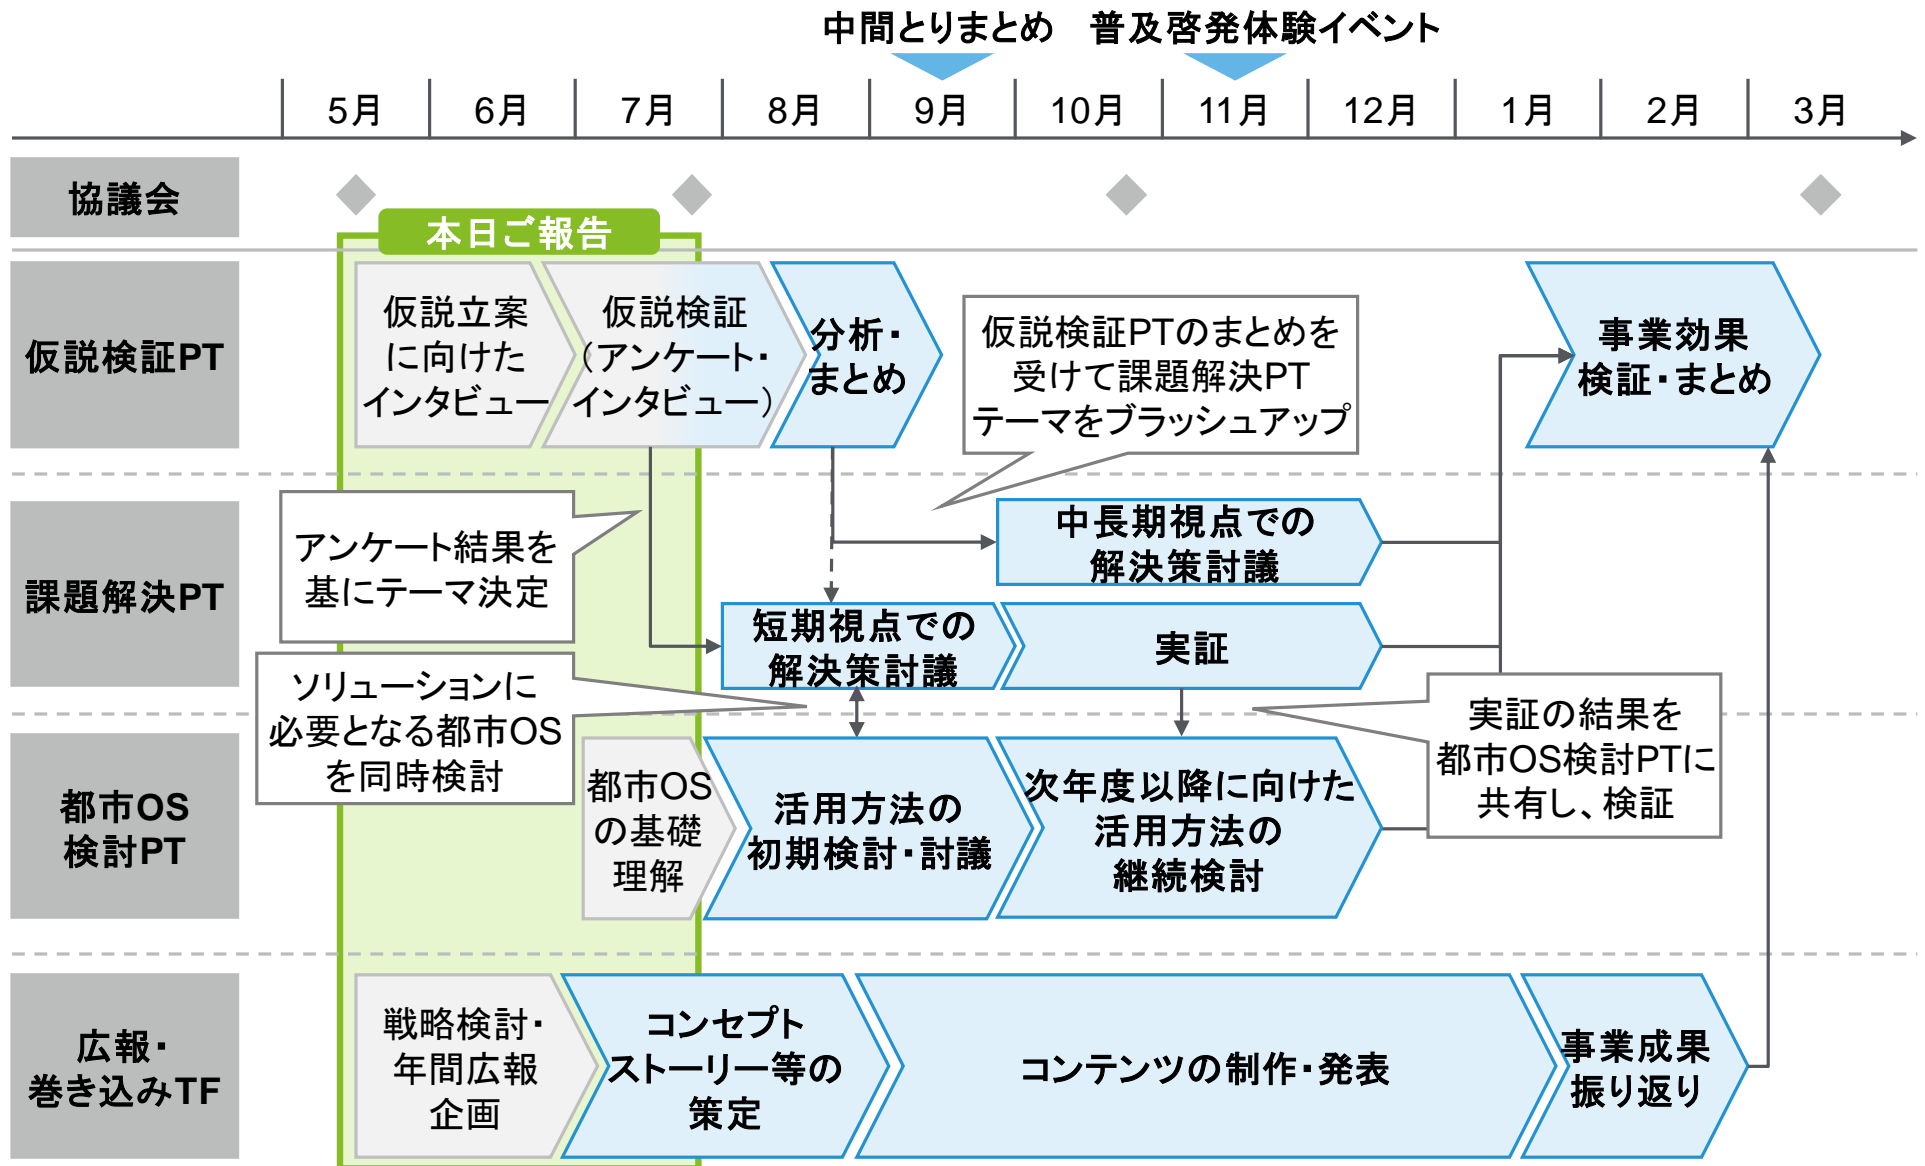 中間とりまとめ 普及啓発体験イベント
5月 6月 7月 8月 9月 10月 11月 12月 1月 2月 3月
協議会
本日ご報告
仮説検証PT
仮説立案
に向けた
インタビュー
仮説検証
（アンケート・
インタビュー）
分析・
まとめ
仮説検証PTのまとめを
受けて課題解決PT
テーマをブラッシュアップ
事業効果
検証・まとめ
課題解決PT
アンケート結果を
基にテーマ決定
中長期視点での
解決策討議
短期視点での
解決策討議
実証
ソリューションに
必要となる都市OS
を同時検討
実証の結果を
都市OS検討PTに
共有し、検証
都市OS
検討PT
都市OS
の基礎
理解
活用方法の
初期検討・討議
次年度以降に向けた
活用方法の
継続検討
広報・
巻き込みTF
戦略検討・
年間広報
企画
コンセプト
ストーリー等の
策定
コンテンツの制作・発表
事業成果
振り返り